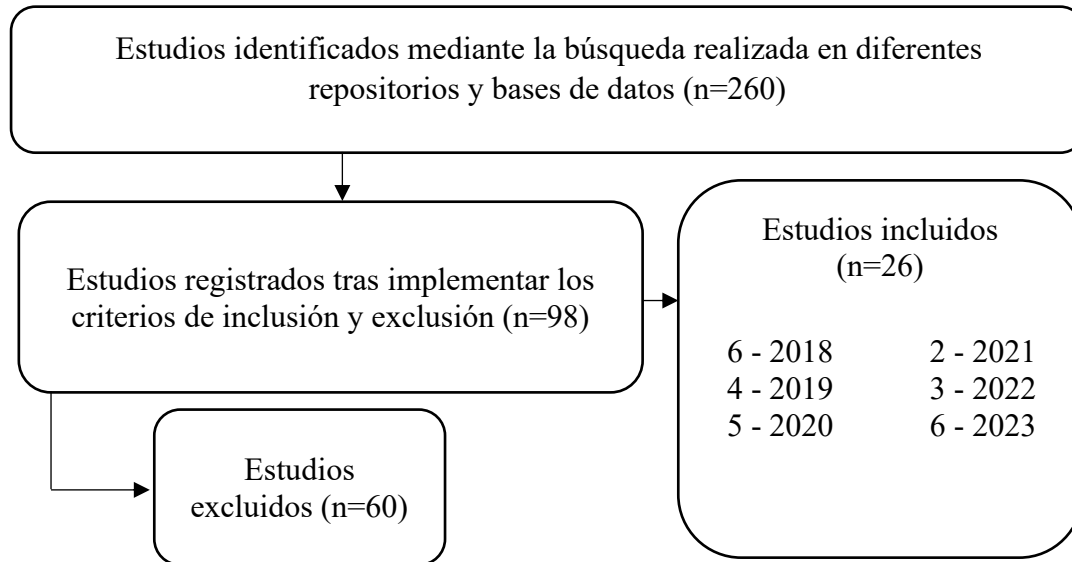 Estudios identificados mediante la búsqueda realizada en diferentes
repositorios y bases de datos (n=260)
Estudios registrados tras implementar los
criterios de inclusión y exclusión (n=98)
Estudios incluidos
(n=26)
6 - 2018 2 - 2021
4 - 2019 3 - 2022
5 - 2020 6 - 2023
Estudios
excluidos (n=60)